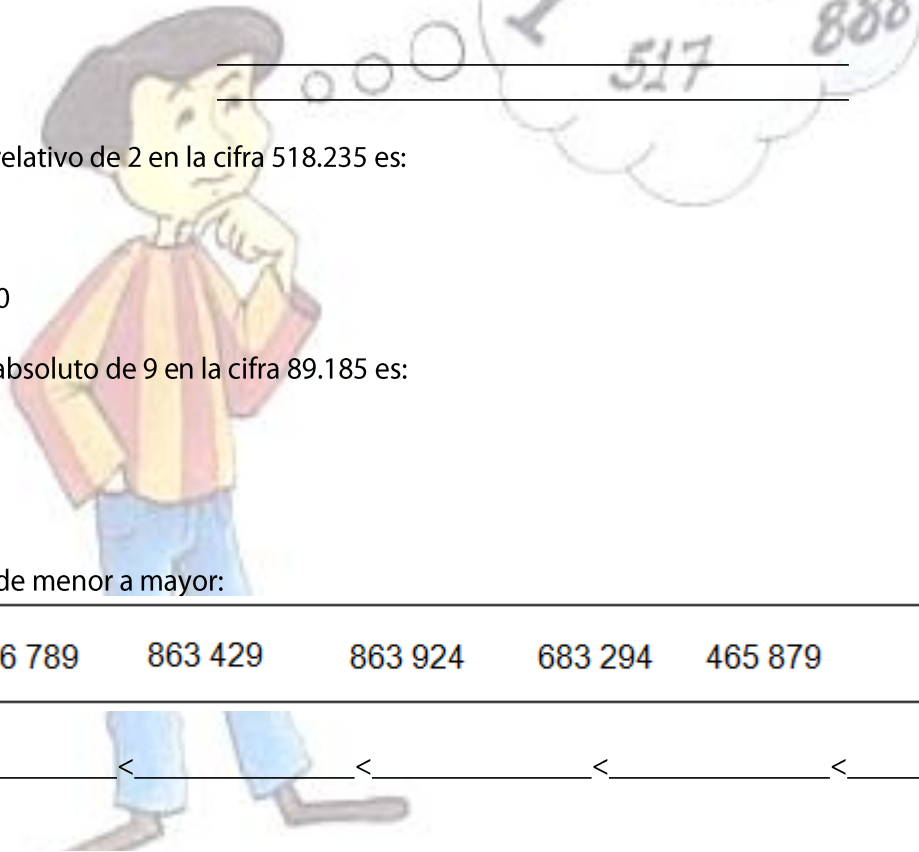 888
517
relativo de 2 en la cifra 518.235 es:
0
absoluto de 9 en la cifra 89.185 es:
de menor a mayor:
6 789 863 429 863 924 683 294 465 879
< < < <